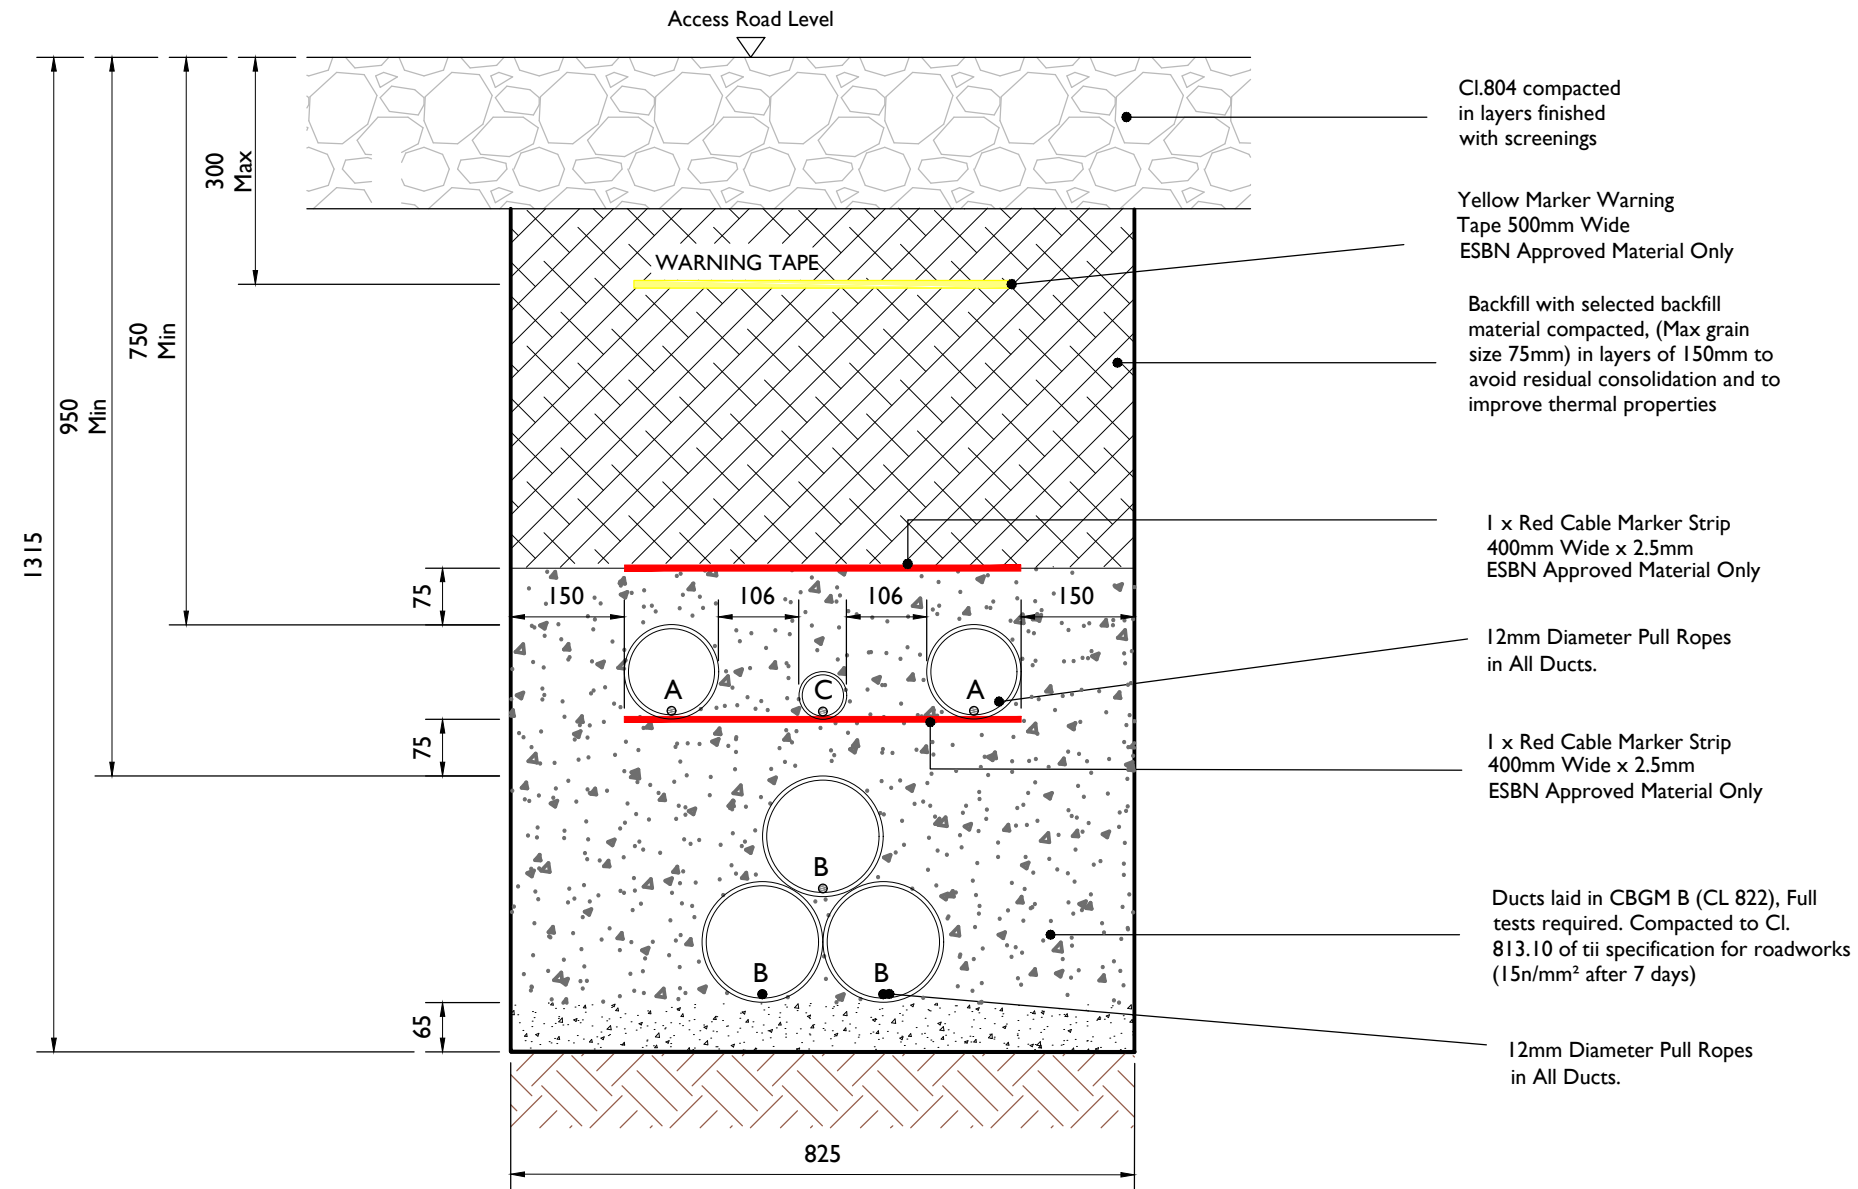 Access Road Level
Cl.804 compacted
in layers finished
with screenings
300
Max
Yellow Marker Warning
Tape 500mm Wide
ESBN Approved Material Only
WARNING TAPE
Backfill with selected backfill
material compacted, (Max grain
size 75mm) in layers of 150mm to
avoid residual consolidation and to
improve thermal properties
750
Min
950
Min
1315
1 x Red Cable Marker Strip
400mm Wide x 2.5mm
ESBN Approved Material Only
75
150
106
106
150
12mm Diameter Pull Ropes
in All Ducts.
A
C
A
75
1 x Red Cable Marker Strip
400mm Wide x 2.5mm
ESBN Approved Material Only
B
B
B
Ducts laid in CBGM B (CL 822), Full
tests required. Compacted to Cl.
813.10 of tii specification for roadworks
(15n/mm² after 7 days)
65
12mm Diameter Pull Ropes
in All Ducts.
825